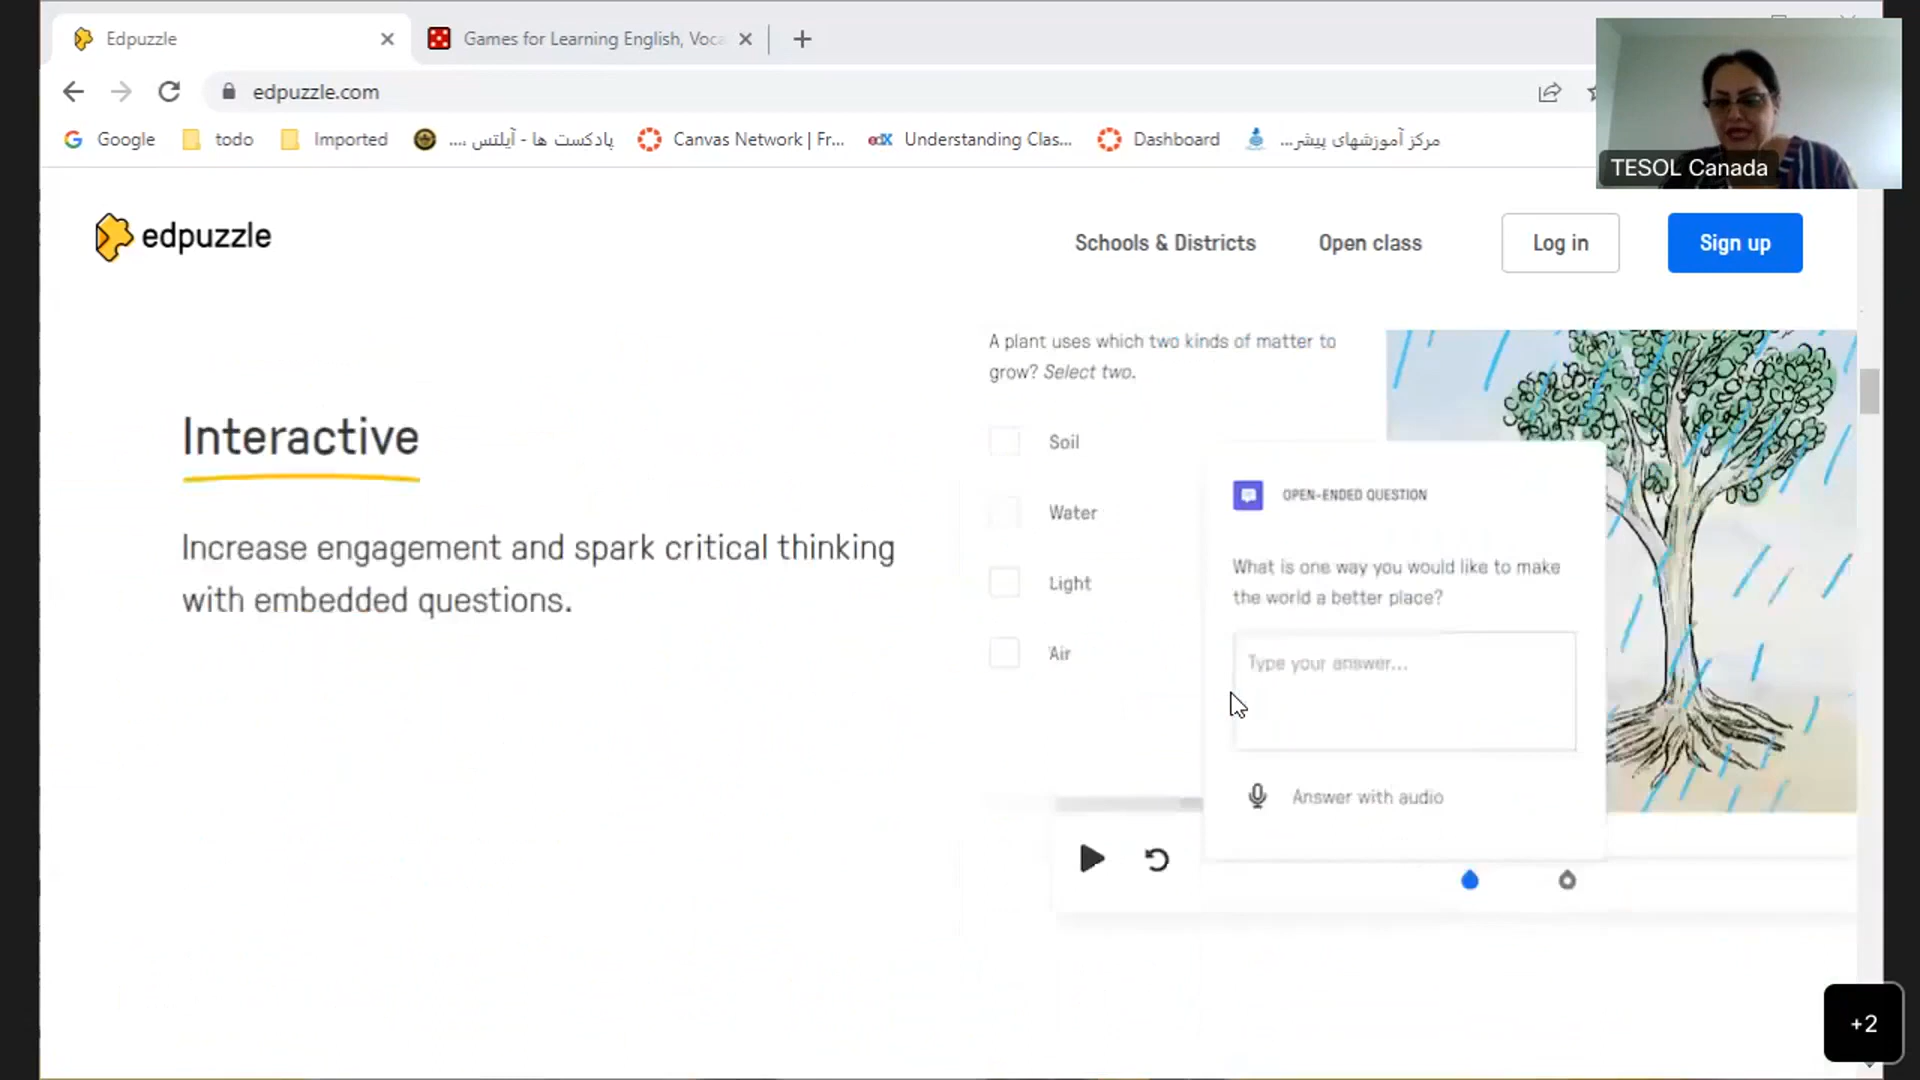 Edpuzzle
Games for Learning English, Voca
edpuzzle.com
Google
todo
Imported
پادکست ها - آیلتس ....
Canvas Network | Fr...
edX Understanding Clas...
Dashboard
مرکز آموزشهای پیشر...
TESOL Canada
edpuzzle
Schools & Districts
Open class
Log in
Sign up
Interactive
Increase engagement and spark critical thinking
with embedded questions.
A plant uses which two kinds of matter to
grow? Select two.
Soil
Water
Light
Air
OPEN-ENDED QUESTION
What is one way you would like to make
the world a better place?
Type your answer...
Answer with audio
+2